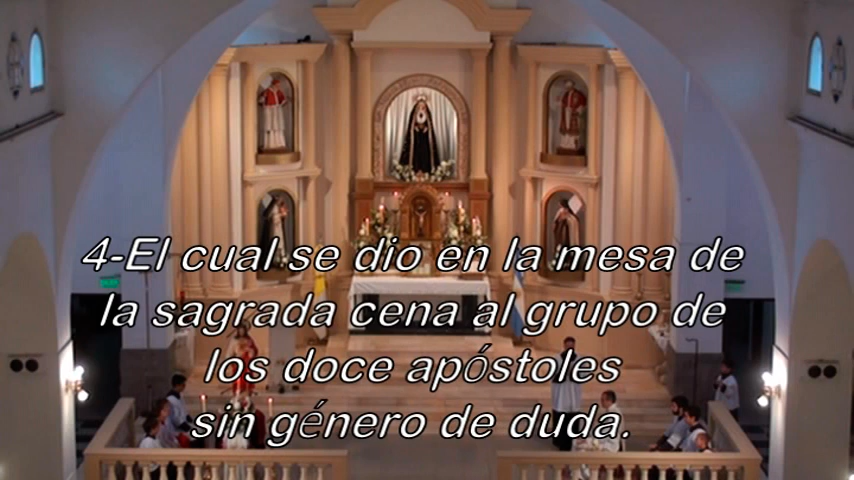 4-El cual se dio en la mesa de
la sagrada cena al grupo de
los doce apóstoles
sin género de duda.